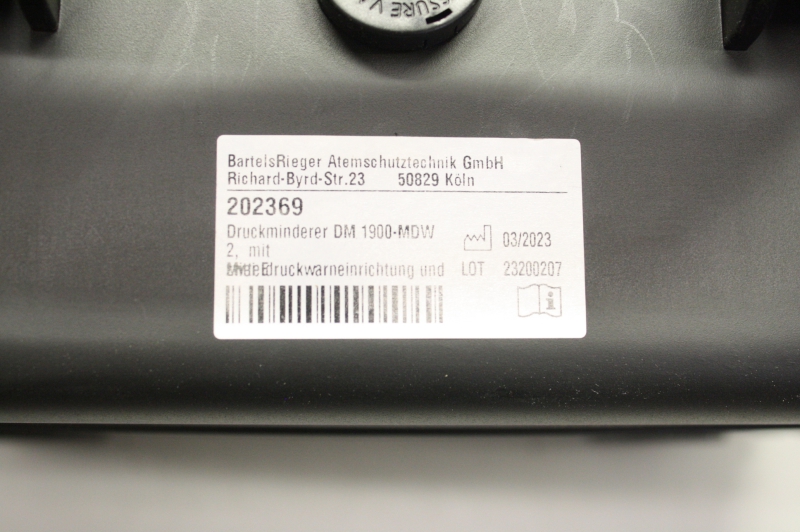 SURE V
BartelsRieger Atemschutztechnik GmbH
Richard-Byrd-Str.23 50829 Köln
202369
Druckminderer DM 1900-MDW
03/2023
2, mit
druckwarneinrichtung und
LOT 23200207